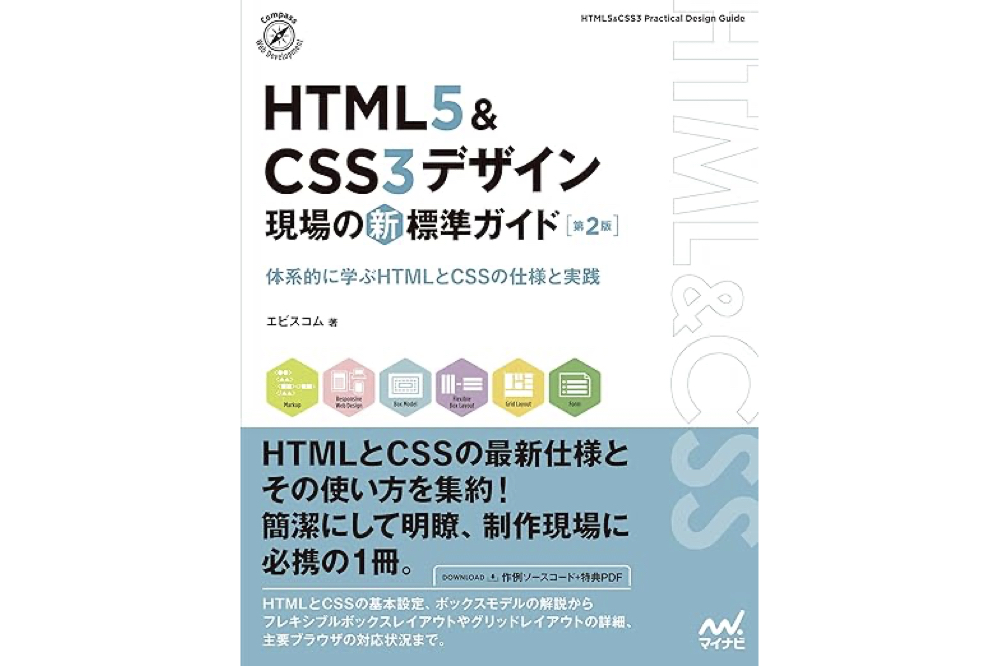 Compass
Web Development
HTML5&CSS3 Practical Design Guide
HTML5&
CSS3デザイン
現場の新標準ガイド[第2版]
体系的に学ぶHTMLとCSSの仕様と実践
エビスコム 著
Markup
Responsive
Web Design
Box Model
Flexible
Box Layout
Grid Layout
Form
HTML&CSS
HTMLとCSSの最新仕様と
その使い方を集約!
簡潔にして明瞭、制作現場に
必携の1冊。
DOWNLOAD 作例ソースコード+特典PDF
HTMLとCSSの基本設定、ボックスモデルの解説から
フレキシブルボックスレイアウトやグリッドレイアウトの詳細、
主要ブラウザの対応状況まで。
マイナビ